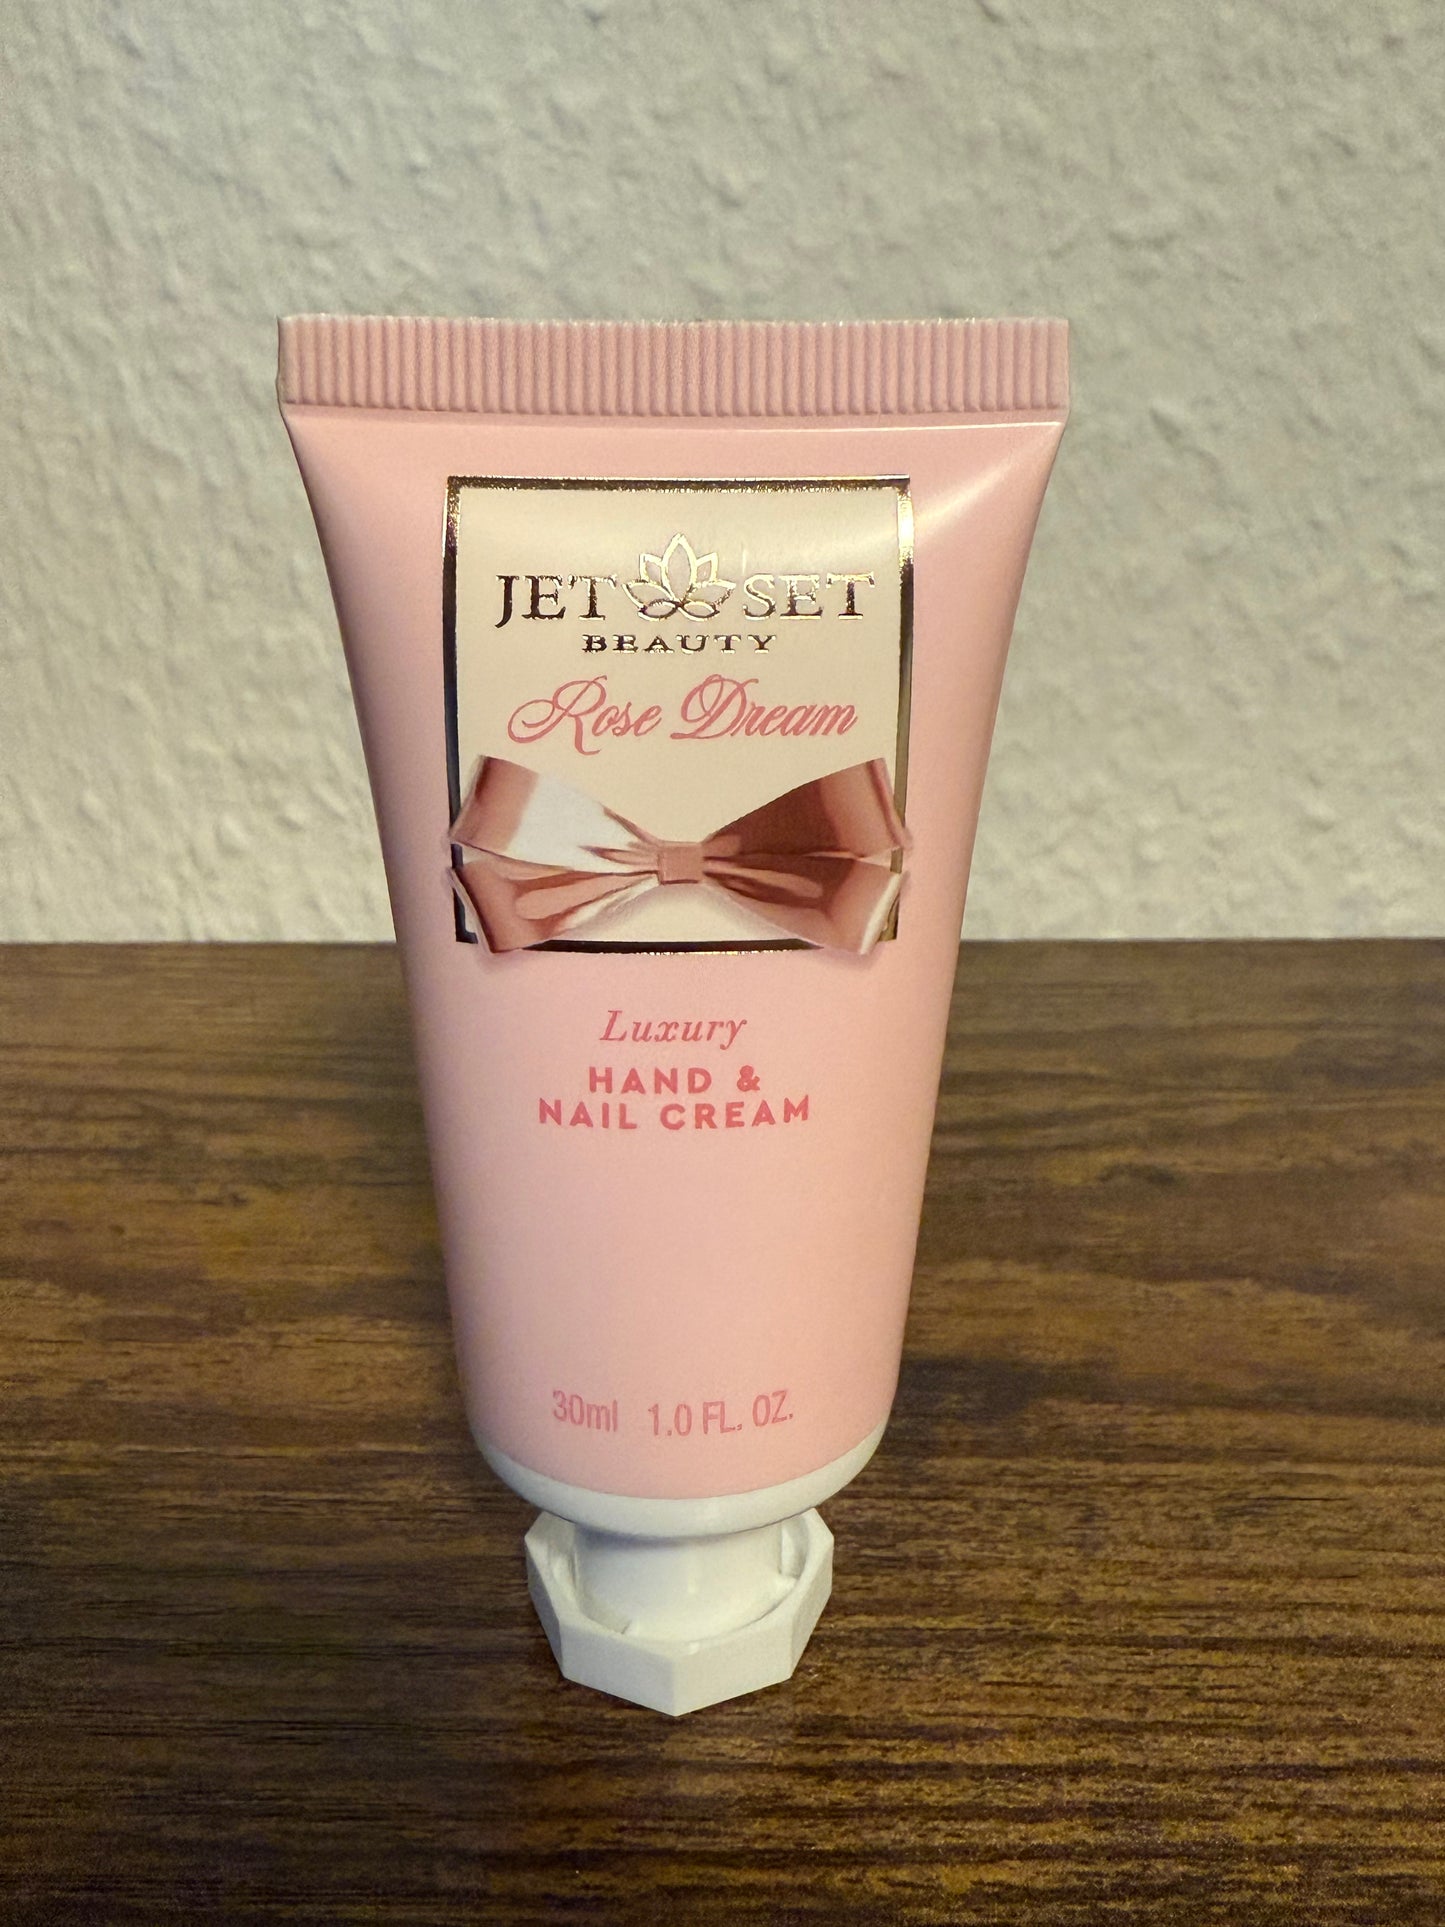 JET SET
BEAUTY
Rose Dream
Luxury
HAND &
NAIL CREAM
30ml 1.0 FL. OZ.